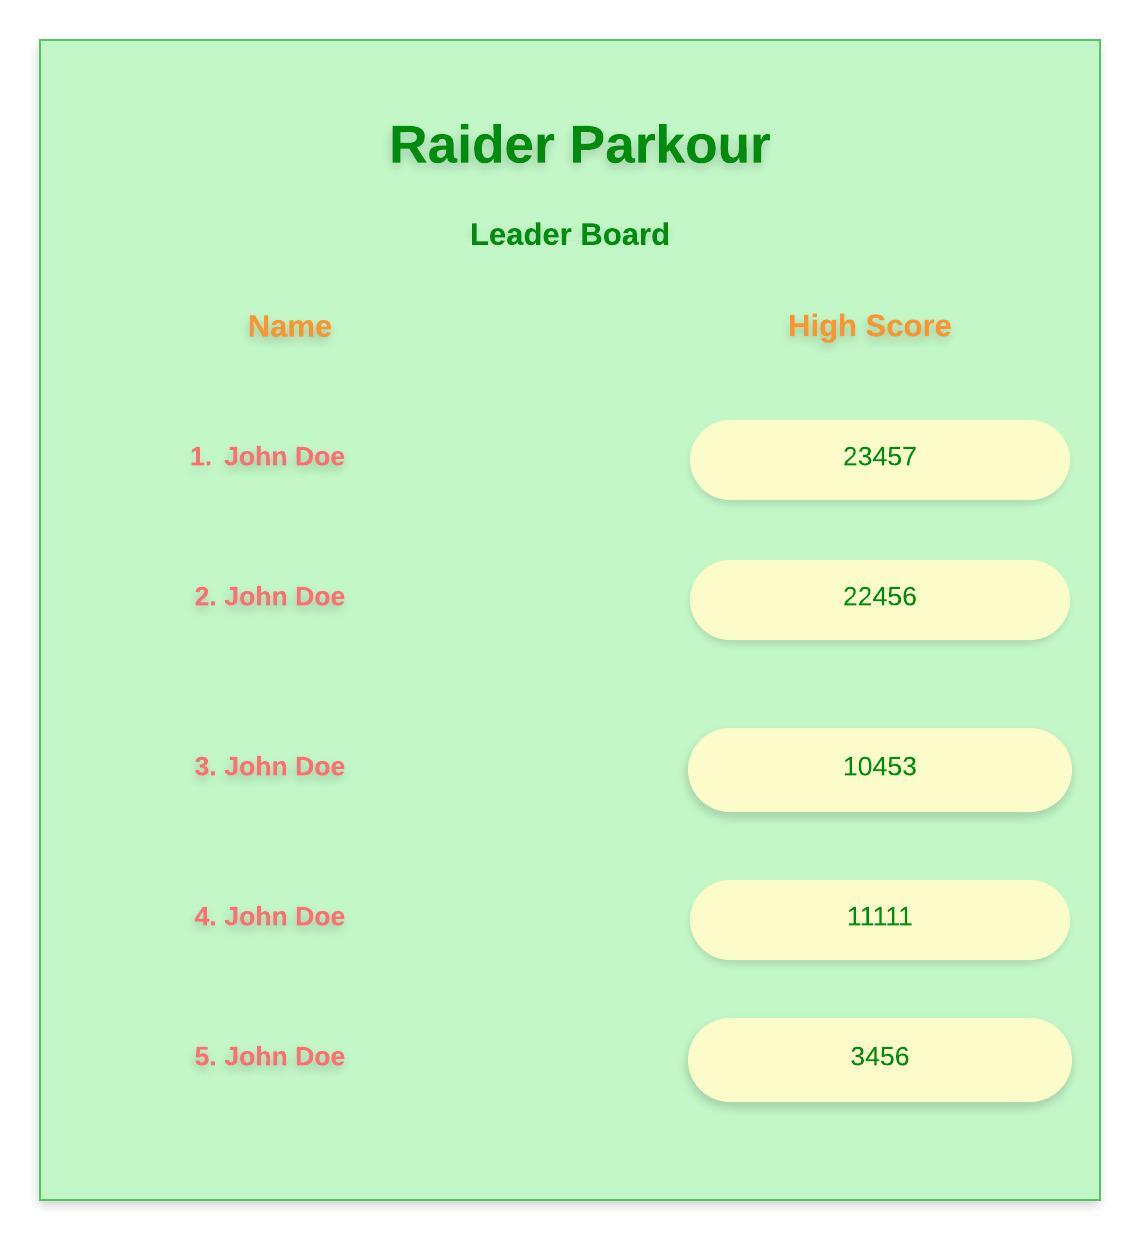 Raider Parkour
Leader Board
Name High Score
1. John Doe 23457
2. John Doe 22456
3. John Doe 10453
4. John Doe 11111
5. John Doe 3456